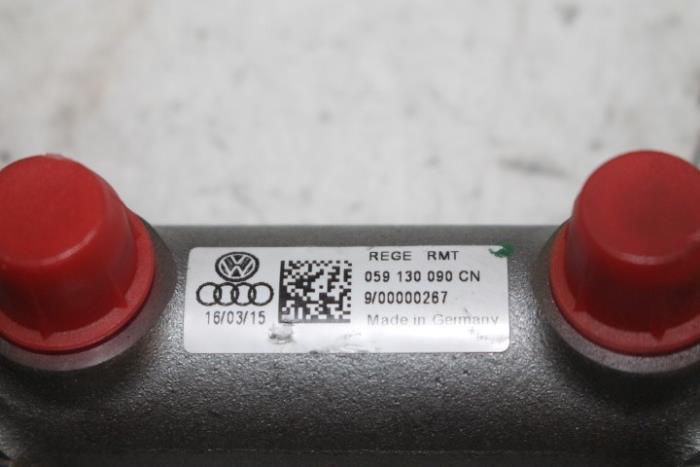 REGE RMT
059 130 090 CN
9/00000267
16/03/15
Made in Germany